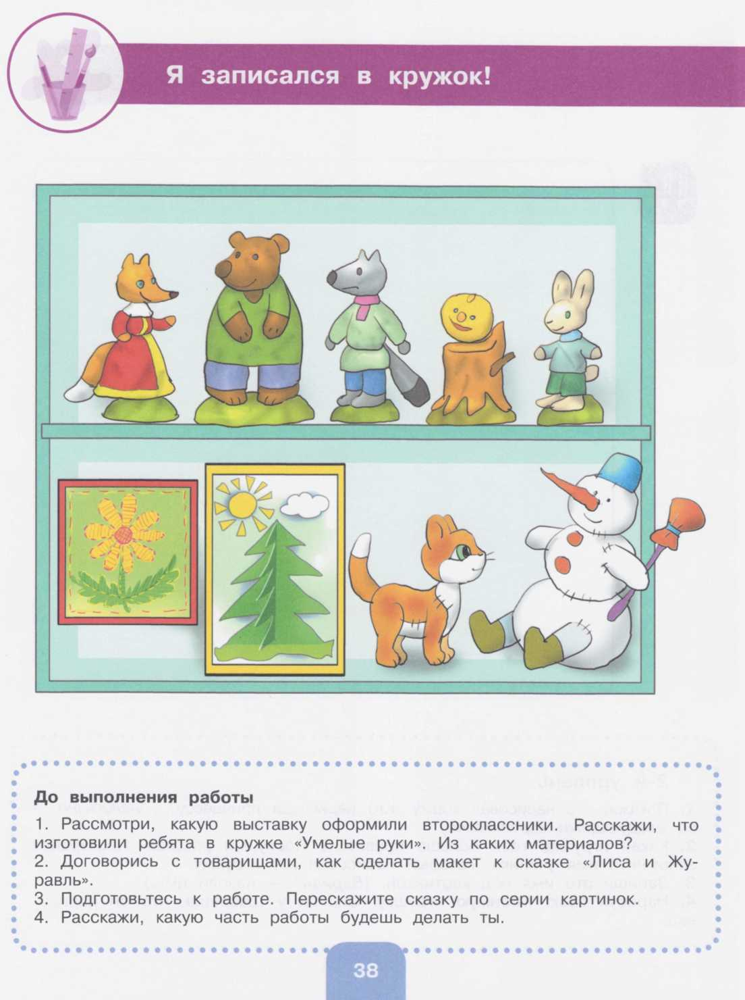 Я записался в кружок!
До выполнения работы
1. Рассмотри, какую выставку оформили второклассники. Расскажи, что
изготовили ребята в кружке «Умелые руки». Из каких материалов?
2. Договорись с товарищами, как сделать макет к сказке «Лиса и Жу-
равль».
3. Подготовьтесь к работе. Перескажите сказку по серии картинок.
4. Расскажи, какую часть работы будешь делать ты.
38